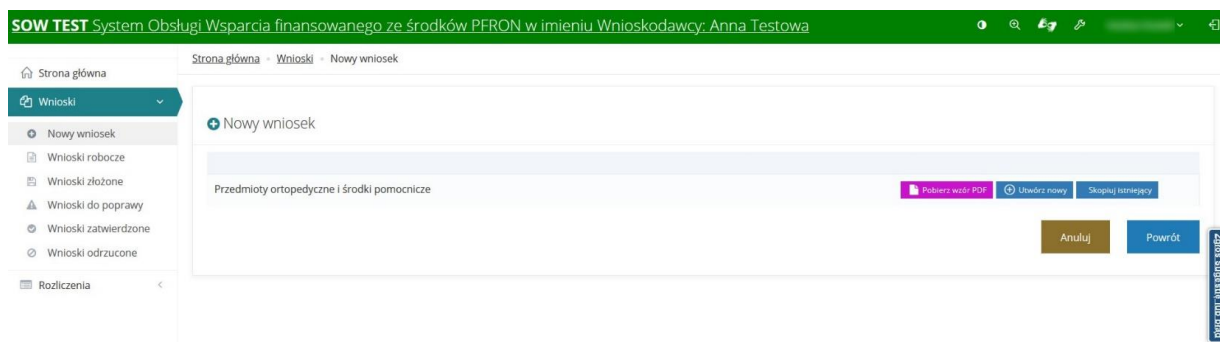 SOW TEST System Obsługi Wsparcia finansowanego ze środków PFRON w imieniu Wnioskodawcy: Anna Testowa
Strona główna
Wnioski
Nowy wniosek
Wnioski robocze
Wnioski złożone
Wnioski do poprawy
Wnioski zatwierdzone
Wnioski odrzucone
Rozliczenia
Strona główna Wnioski Nowy wniosek
Nowy wniosek
Przedmioty ortopedyczne i środki pomocnicze
Pobierz wzór PDF Utwórz nowy Skopiuj istniejący
Anuluj Powrót
Zgłoś sugestię lub błąd